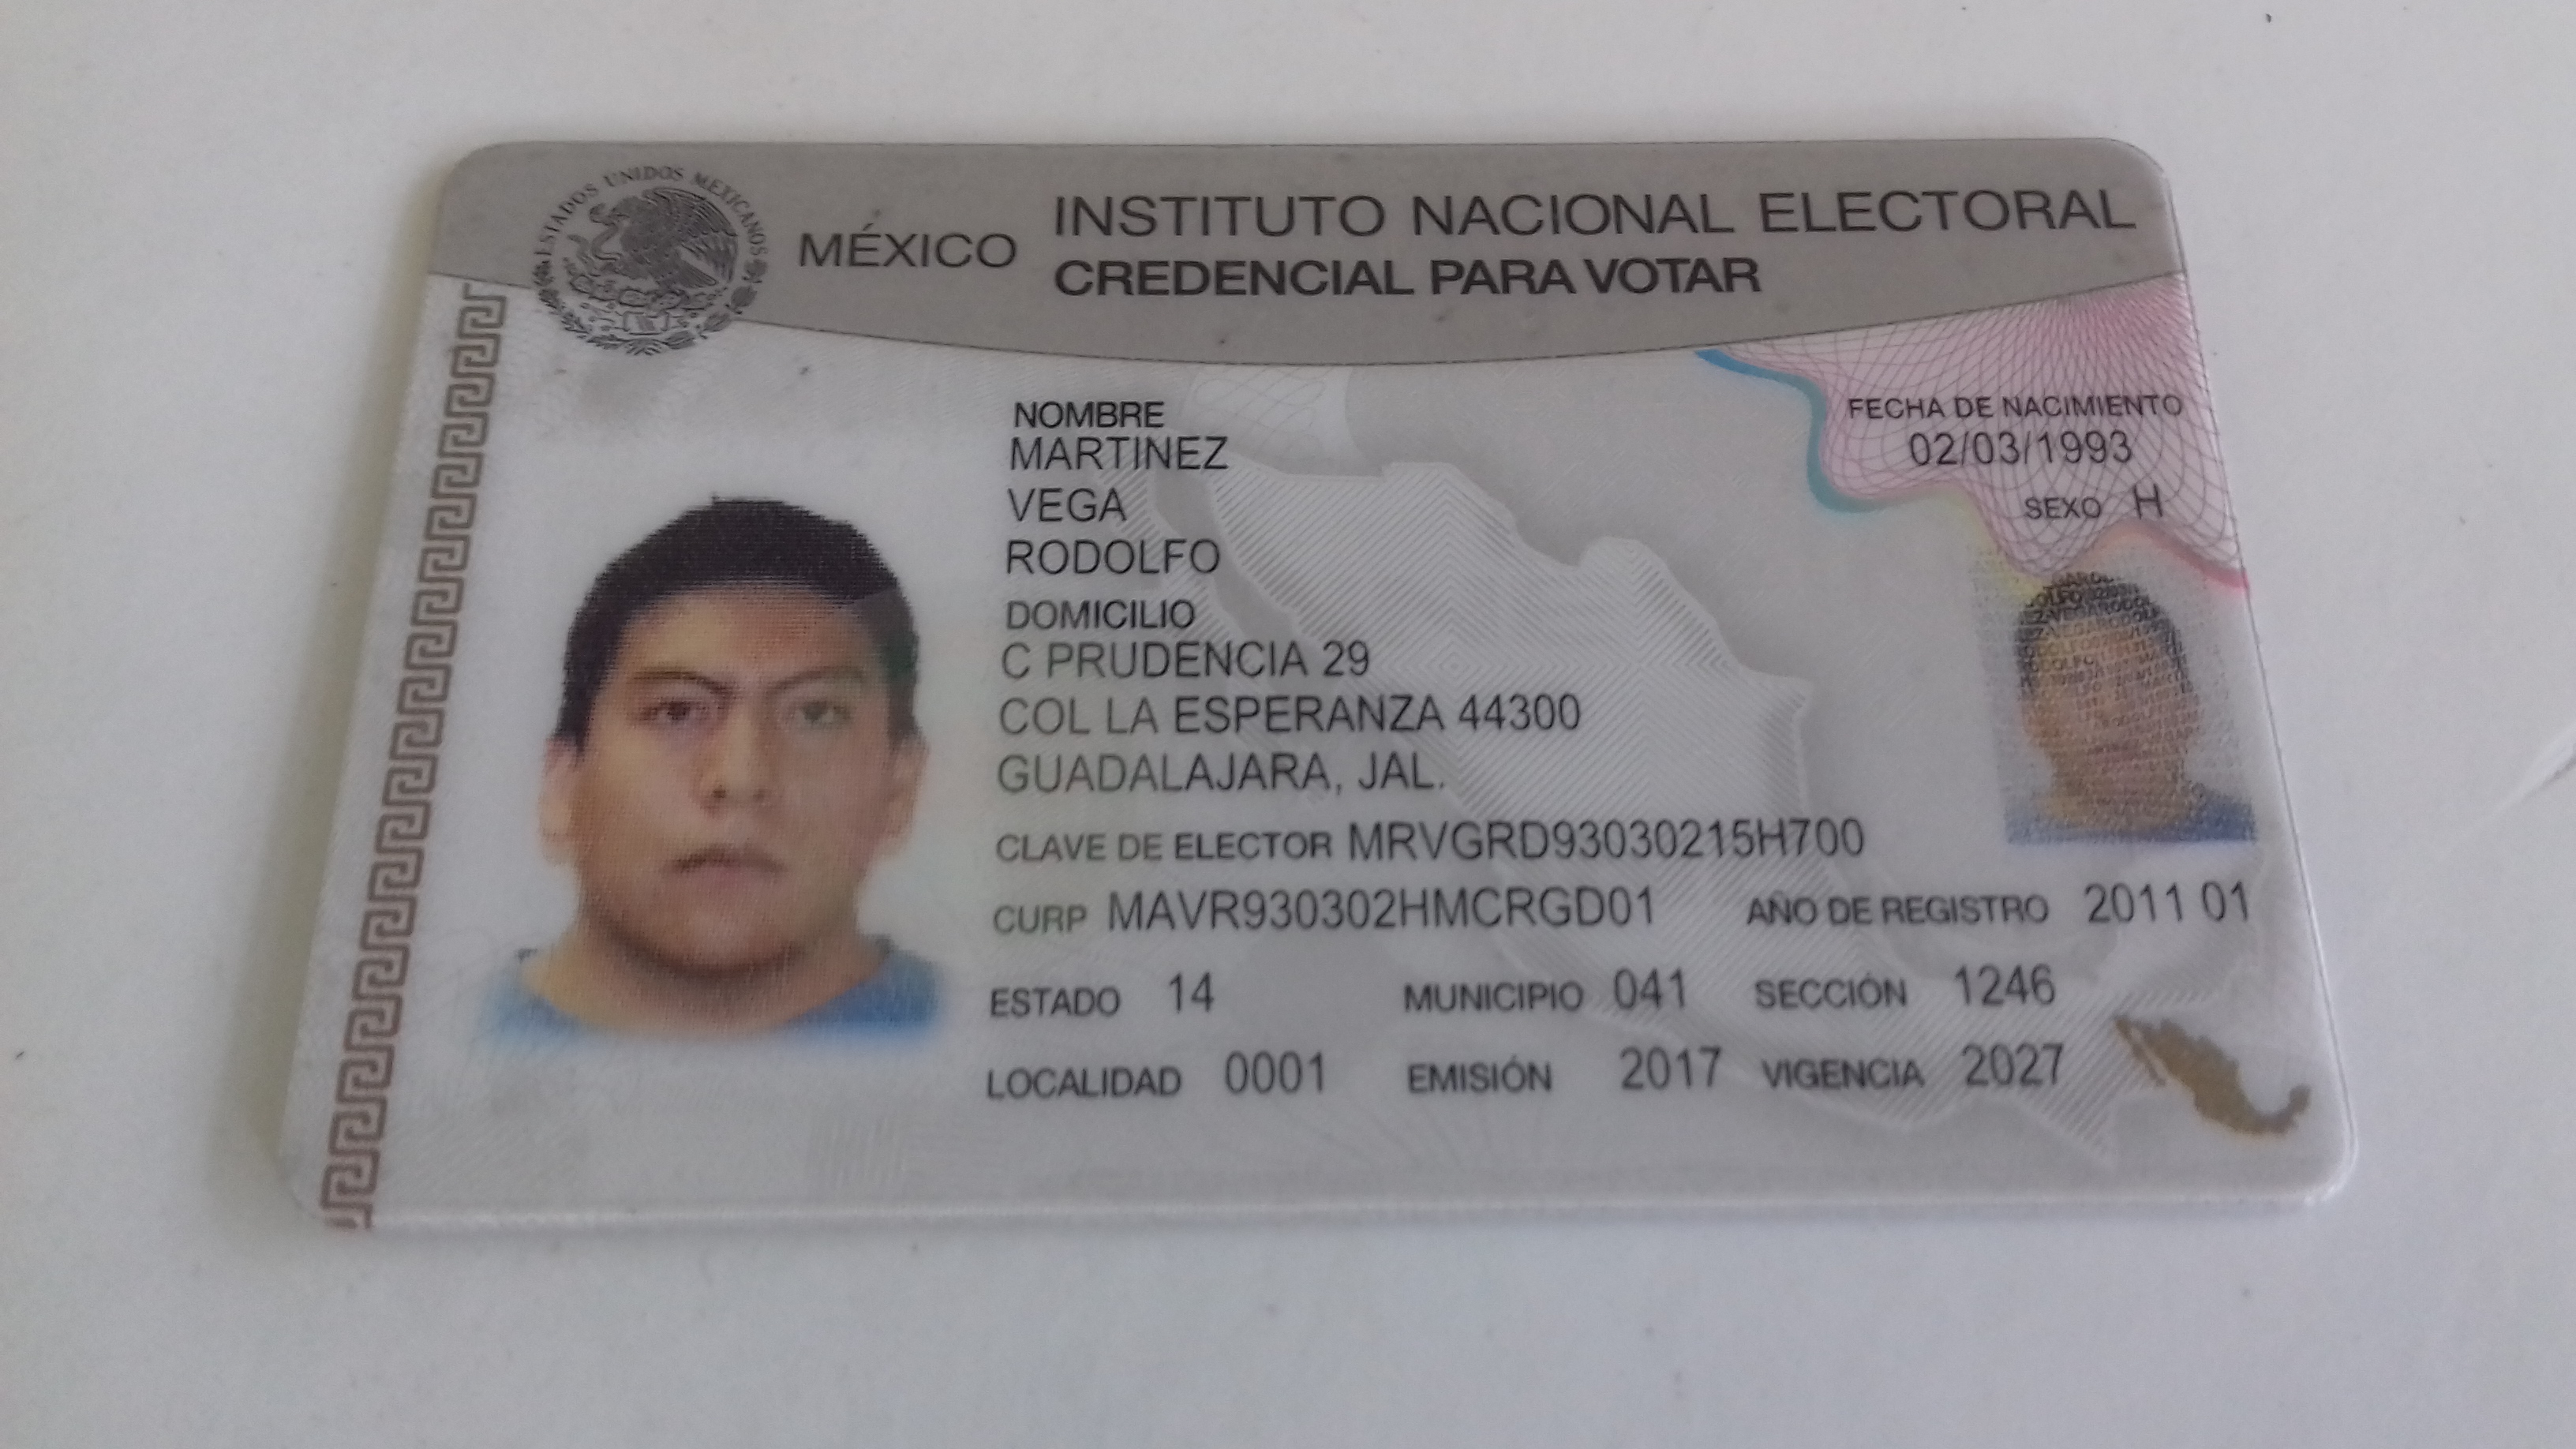 ESTADOS UNIDOS MEXICANOS
MÉXICO
INSTITUTO NACIONAL ELECTORAL
CREDENCIAL PARA VOTAR
NOMBRE
MARTINEZ
VEGA
RODOLFO
FECHA DE NACIMIENTO
02/03/1993
SEXO H
DOMICILIO
C PRUDENCIA 29
COL LA ESPERANZA 44300
GUADALAJARA, JAL.
CLAVE DE ELECTOR MRVGRD93030215H700
CURP MAVR930302HMCRGD01 AÑO DE REGISTRO 2011 01
ESTADO 14 MUNICIPIO 041 SECCIÓN 1246
LOCALIDAD 0001 EMISIÓN 2017 VIGENCIA 2027